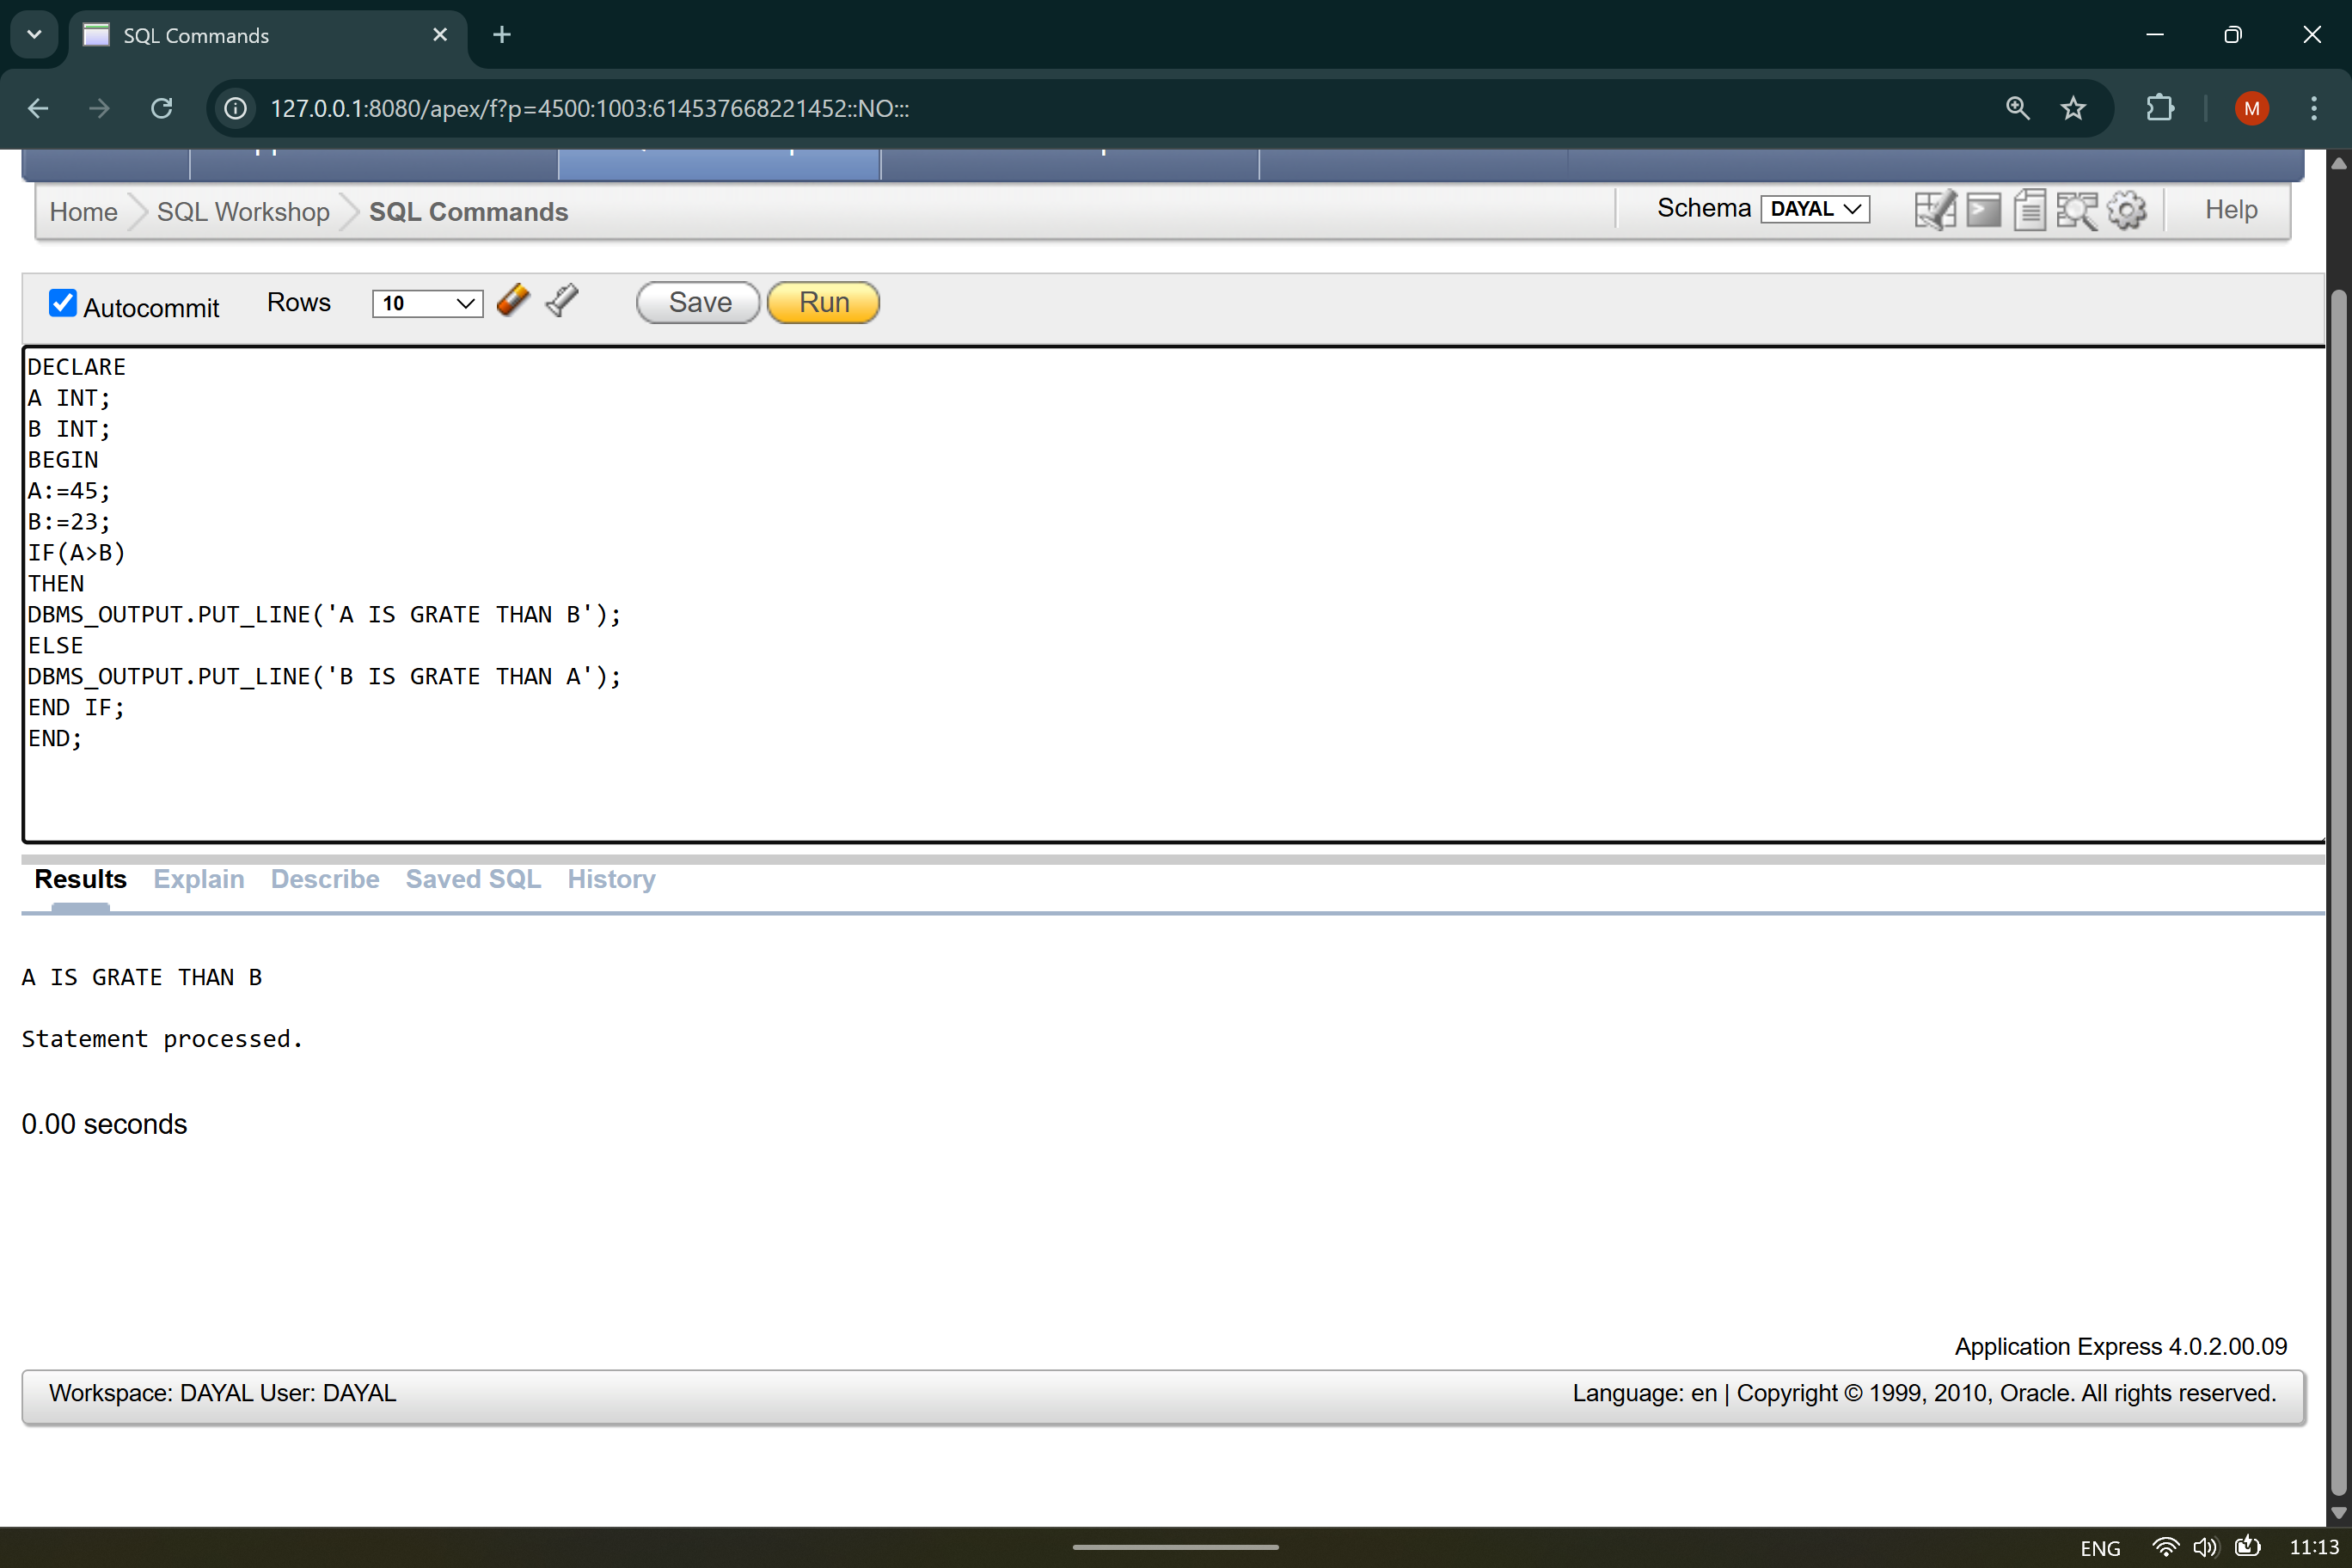 SQL Commands
127.0.0.1:8080/apex/f?p=4500:1003:614537668221452::NO:::
M
Home SQL Workshop SQL Commands Schema DAYAL Help
Autocommit Rows 10 Save Run
DECLARE
A INT;
B INT;
BEGIN
A:=45;
B:=23;
IF(A>B)
THEN
DBMS_OUTPUT.PUT_LINE('A IS GRATE THAN B');
ELSE
DBMS_OUTPUT.PUT_LINE('B IS GRATE THAN A');
END IF;
END;
Results Explain Describe Saved SQL History
A IS GRATE THAN B
Statement processed.
0.00 seconds
Application Express 4.0.2.00.09
Workspace: DAYAL User: DAYAL Language: en | Copyright © 1999, 2010, Oracle. All rights reserved.
ENG 11:13